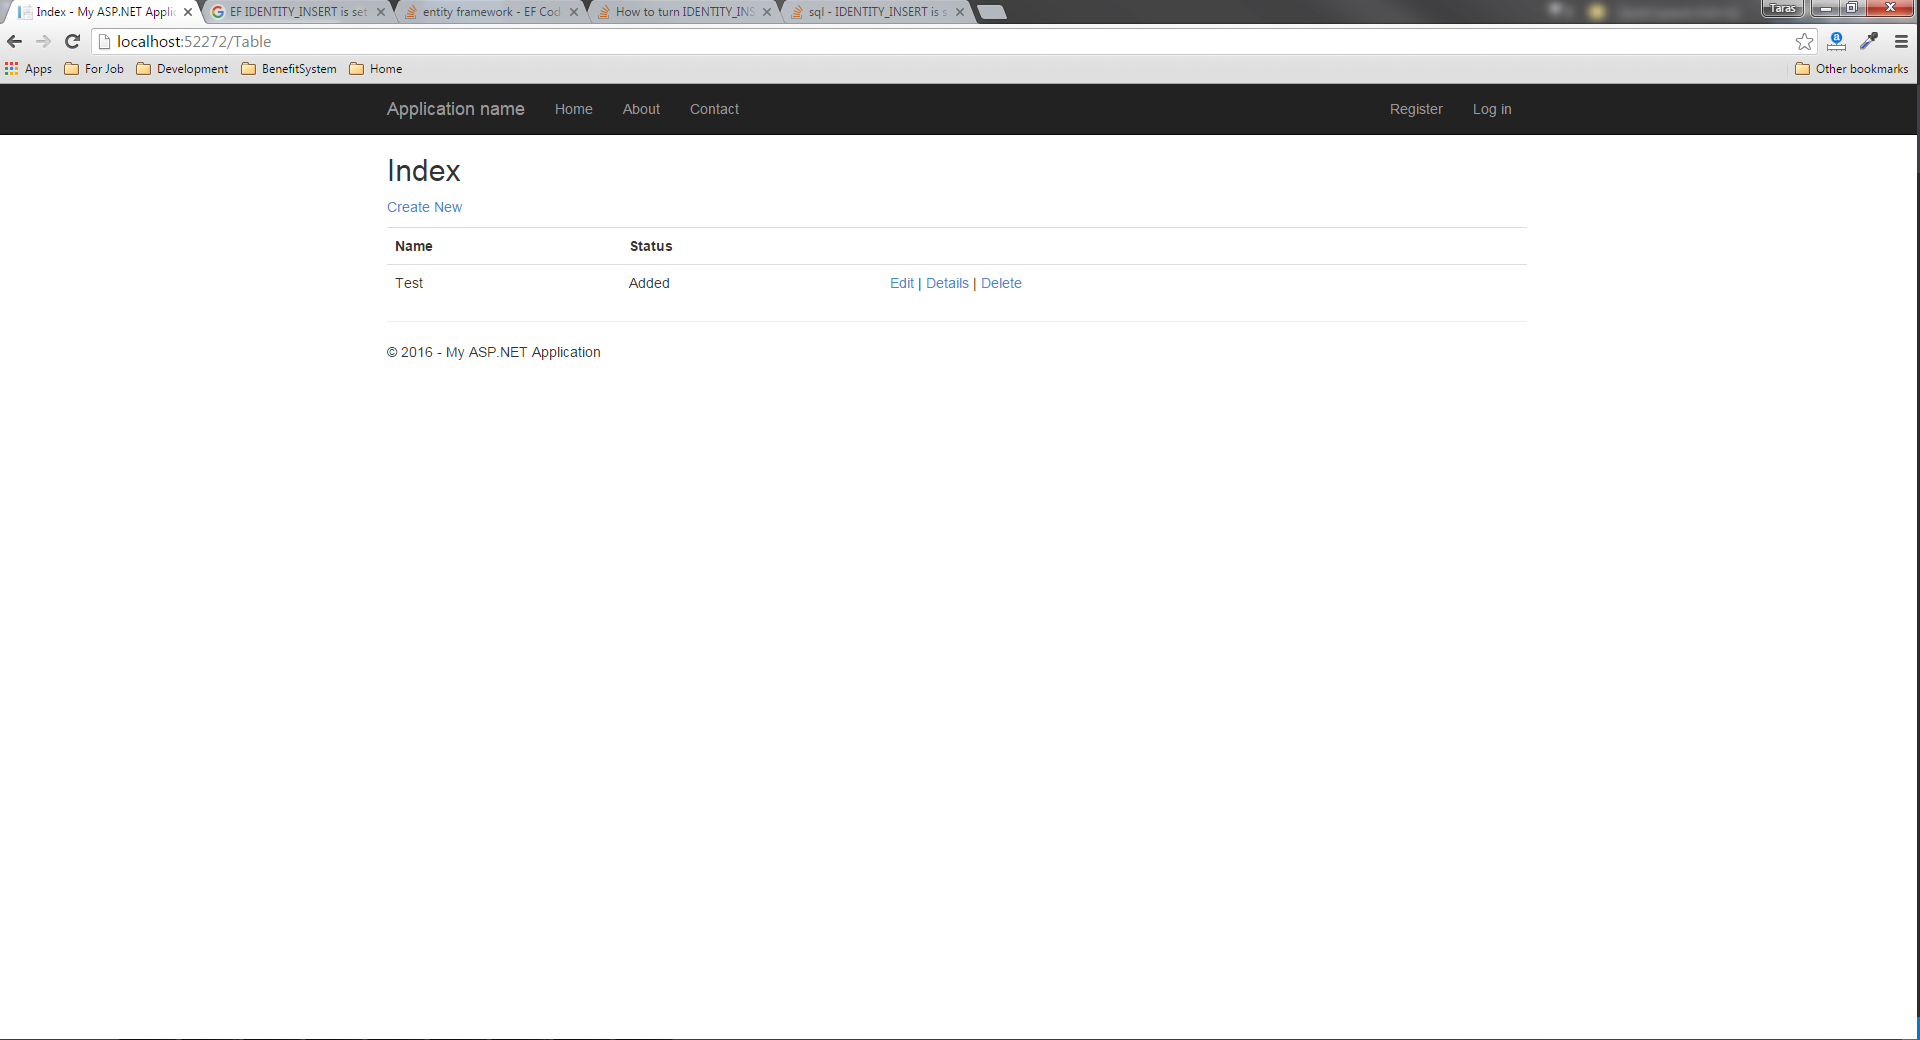 Index - My ASP.NET Applic
EF IDENTITY_INSERT is set
entity framework - EF Cod
How to turn IDENTITY_INS
sql - IDENTITY_INSERT is s
Taras
localhost:52272/Table
Apps For Job Development BenefitSystem Home Other bookmarks
Application name Home About Contact Register Log in
Index
Create New
Name Status
Test Added Edit | Details | Delete
© 2016 - My ASP.NET Application